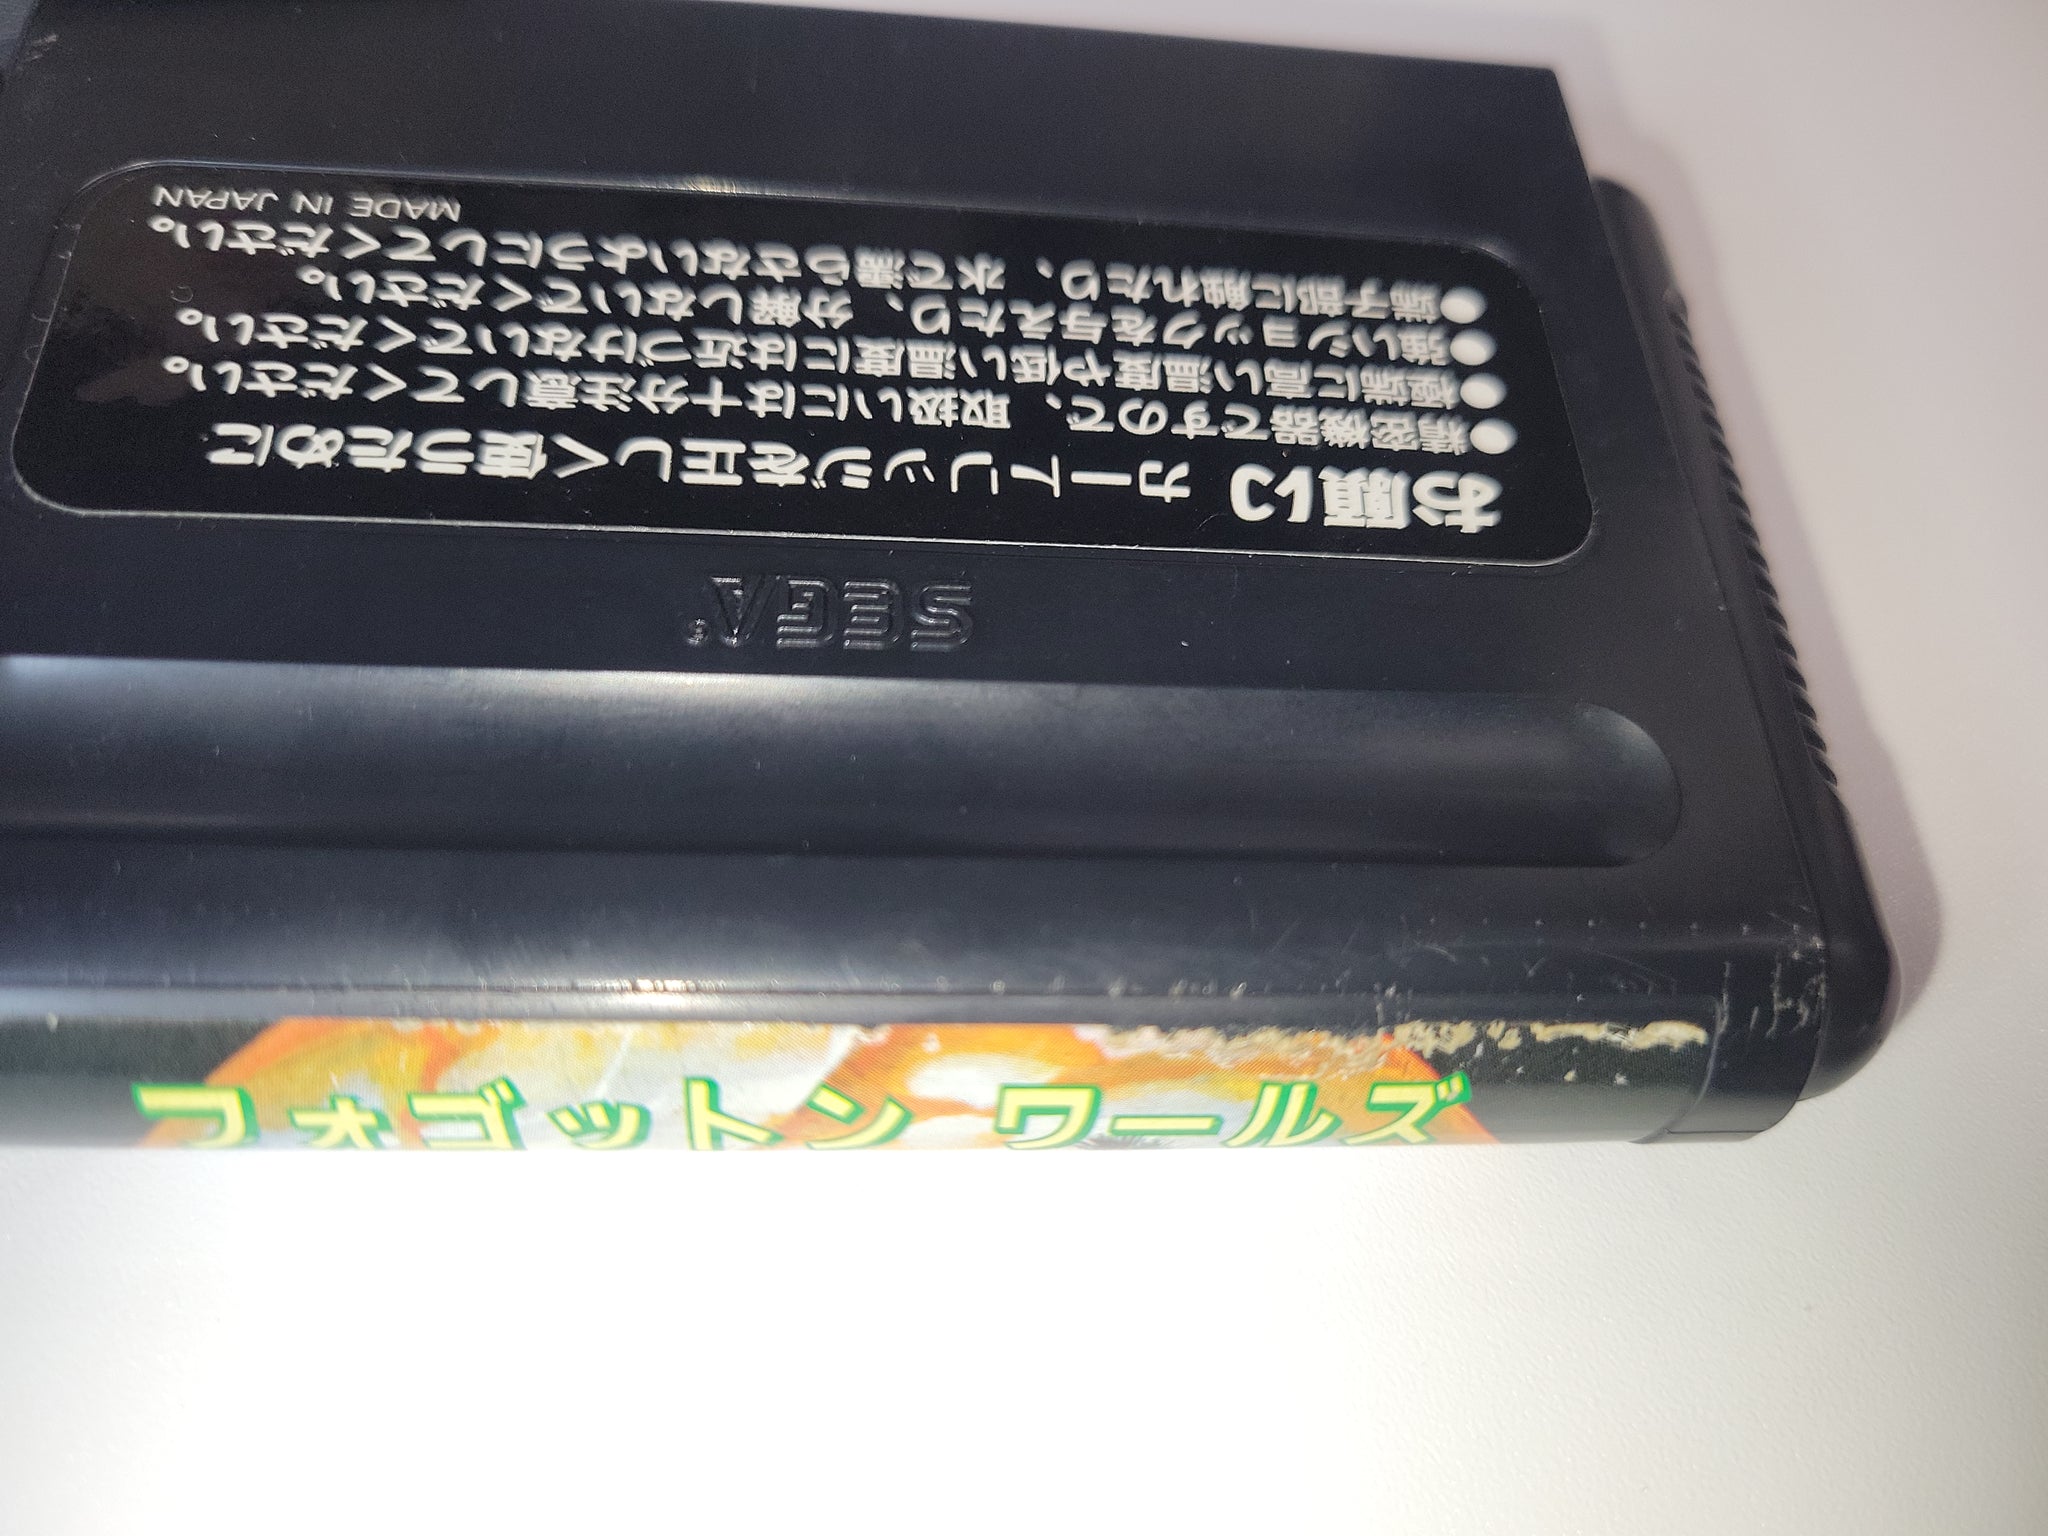 お願い カートレッジを正しく使うために
●精密機器ですので、取扱いには十分注意してください。
●極端に高い温度や低い温度には近づけないでください。
●強いショックを与えたり、分解しないでください。
●端子部に触れたり、水で濡らさないようにしてください。
MADE IN JAPAN
SEGA®
フォゴットン ワールズ